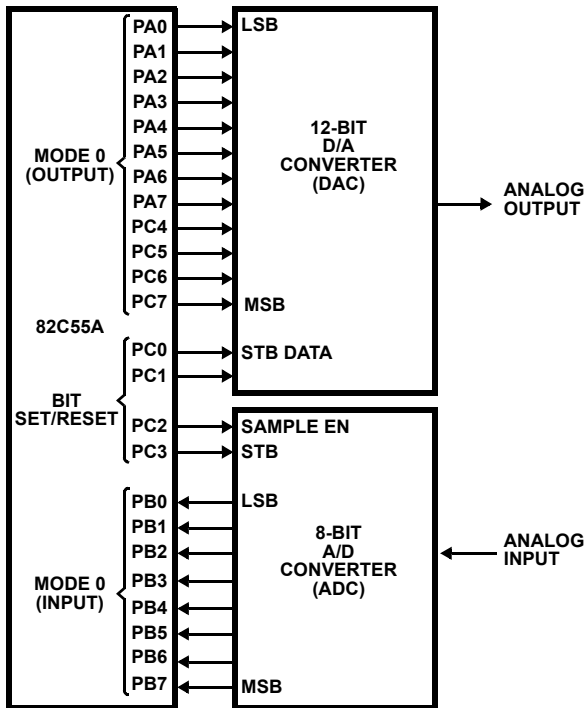 PA0
PA1
PA2
PA3
PA4
PA5
PA6
PA7
PC4
PC5
PC6
PC7
MODE 0
(OUTPUT)
82C55A
PC0
PC1
BIT
SET/RESET
PC2
PC3
PB0
PB1
PB2
PB3
PB4
PB5
PB6
PB7
MODE 0
(INPUT)
LSB
12-BIT
D/A
CONVERTER
(DAC)
MSB
STB DATA
ANALOG
OUTPUT
SAMPLE EN
STB
LSB
8-BIT
A/D
CONVERTER
(ADC)
MSB
ANALOG
INPUT